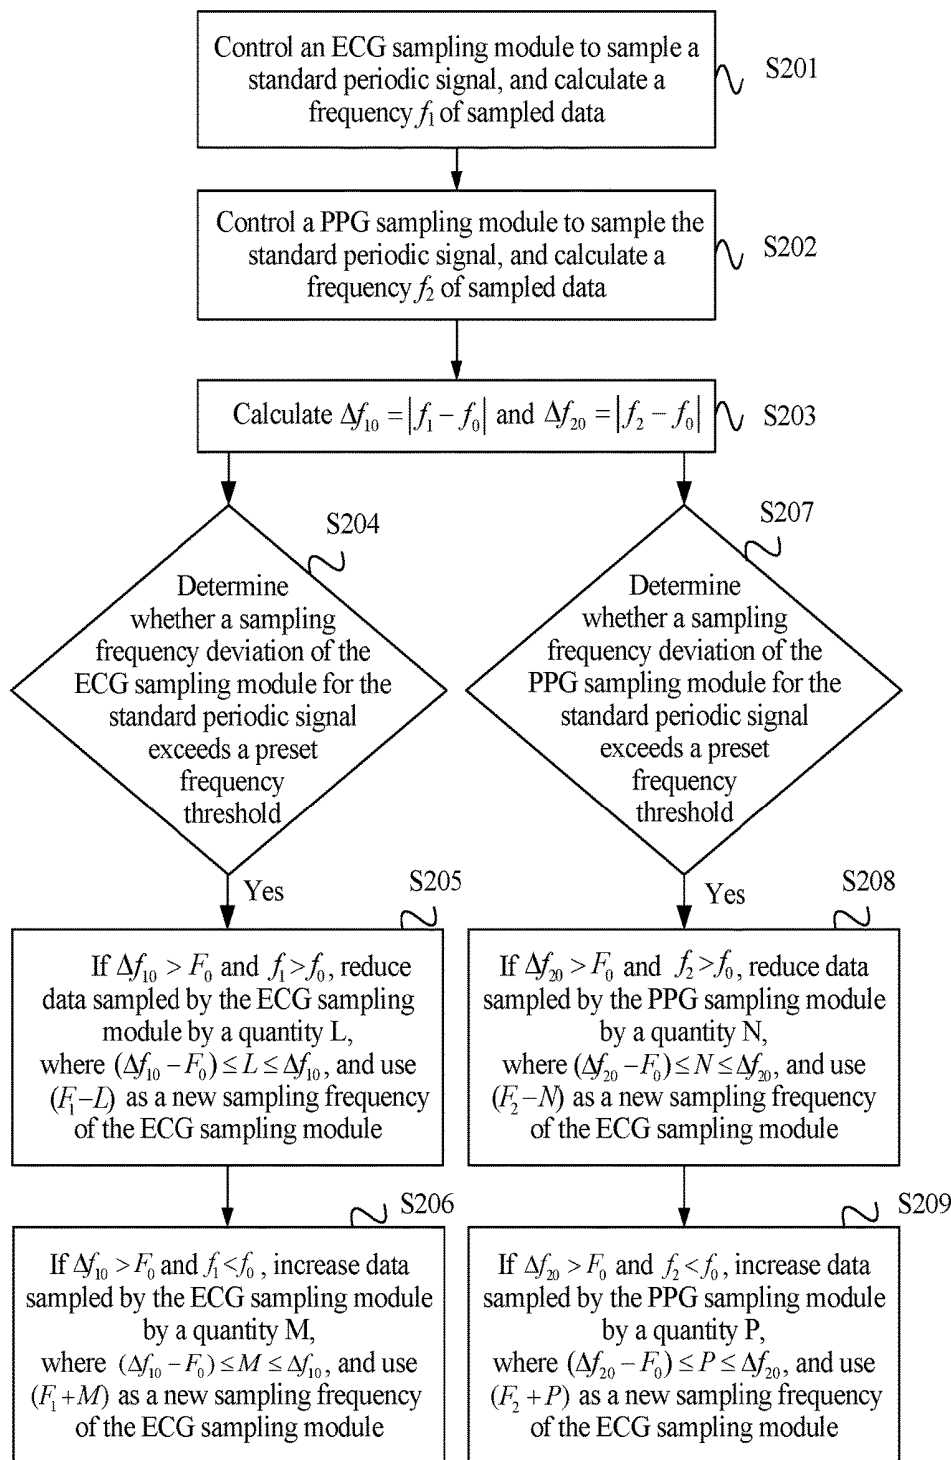 Control an ECG sampling module to sample a
standard periodic signal, and calculate a
frequency f₁ of sampled data
S201
Control a PPG sampling module to sample the
standard periodic signal, and calculate a
frequency f₂ of sampled data
S202
Calculate Δf₁₀ = |f₁ − f₀| and Δf₂₀ = |f₂ − f₀|
S203
S204
Determine
whether a sampling
frequency deviation of the
ECG sampling module for the
standard periodic signal
exceeds a preset
frequency
threshold
Yes
S207
Determine
whether a sampling
frequency deviation of the
PPG sampling module for the
standard periodic signal
exceeds a preset
frequency
threshold
Yes
S205
If Δf₁₀ > F₀ and f₁ > f₀, reduce
data sampled by the ECG sampling
module by a quantity L,
where (Δf₁₀ − F₀) ≤ L ≤ Δf₁₀, and use
(F₁−L) as a new sampling frequency
of the ECG sampling module
S208
If Δf₂₀ > F₀ and f₂ > f₀, reduce data
sampled by the PPG sampling module
by a quantity N,
where (Δf₂₀ − F₀) ≤ N ≤ Δf₂₀, and use
(F₂−N) as a new sampling frequency
of the ECG sampling module
S206
If Δf₁₀ > F₀ and f₁ < f₀, increase data
sampled by the ECG sampling module
by a quantity M,
where (Δf₁₀ − F₀) ≤ M ≤ Δf₁₀, and use
(F₁+M) as a new sampling frequency
of the ECG sampling module
S209
If Δf₂₀ > F₀ and f₂ < f₀, increase data
sampled by the PPG sampling module
by a quantity P,
where (Δf₂₀ − F₀) ≤ P ≤ Δf₂₀, and use
(F₂+P) as a new sampling frequency
of the ECG sampling module